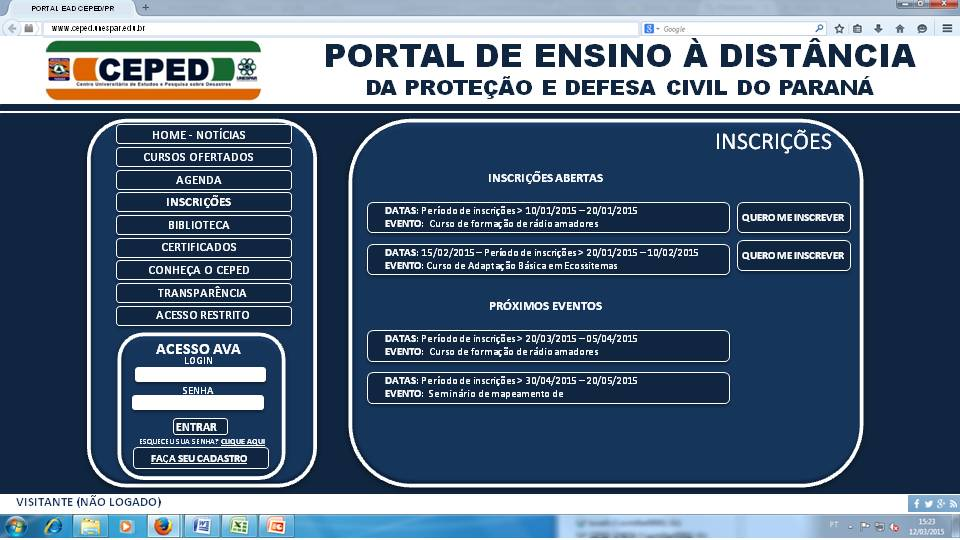 PORTAL EAD CEPED/PR
www.ceped.unespar.edu.br
Google
CEPED
Centro Universitário de Estudos e Pesquisa sobre Desastres
UNESPAR
PORTAL DE ENSINO À DISTÂNCIA
DA PROTEÇÃO E DEFESA CIVIL DO PARANÁ
HOME - NOTÍCIAS
CURSOS OFERTADOS
AGENDA
INSCRIÇÕES
BIBLIOTECA
CERTIFICADOS
CONHEÇA O CEPED
TRANSPARÊNCIA
ACESSO RESTRITO
ACESSO AVA
LOGIN
SENHA
ENTRAR
ESQUECEU SUA SENHA? CLIQUE AQUI
FAÇA SEU CADASTRO
INSCRIÇÕES
INSCRIÇÕES ABERTAS
DATAS: Período de inscrições > 10/01/2015 – 20/01/2015
EVENTO: Curso de formação de rádio amadores
QUERO ME INSCREVER
DATAS: 15/02/2015 – Período de inscrições > 20/01/2015 – 10/02/2015
EVENTO: Curso de Adaptação Básica em Ecossitemas
QUERO ME INSCREVER
PRÓXIMOS EVENTOS
DATAS: Período de inscrições > 20/03/2015 – 05/04/2015
EVENTO: Curso de formação de rádio amadores
DATAS: Período de inscrições > 30/04/2015 – 20/05/2015
EVENTO: Seminário de mapeamento de
VISITANTE (NÃO LOGADO)
PT
15:23
12/03/2015